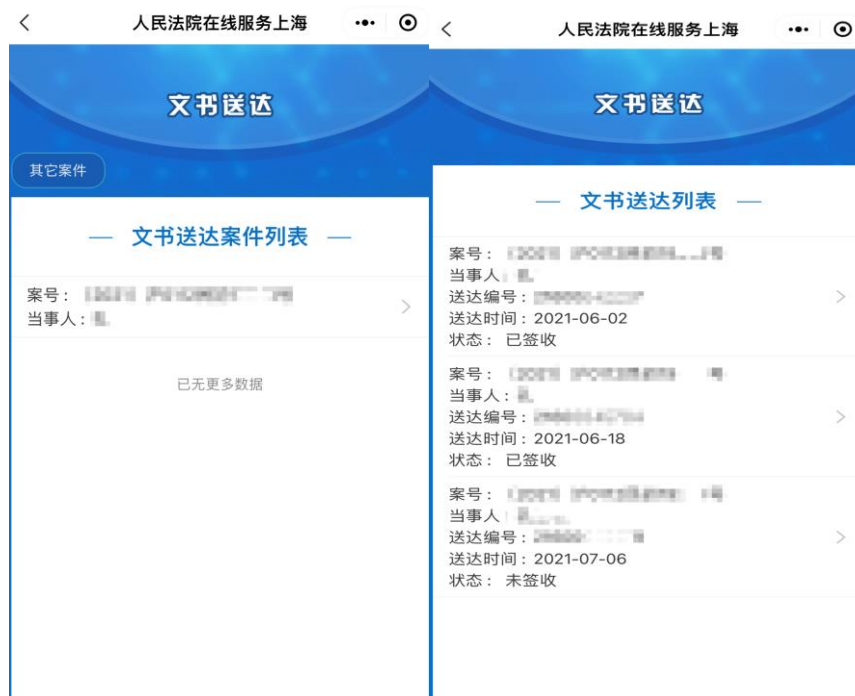 人民法院在线服务上海
文书送达
其它案件
文书送达案件列表
案号：
当事人：
已无更多数据
人民法院在线服务上海
文书送达
文书送达列表
案号：
当事人
送达编号：
送达时间：2021-06-02
状态： 已签收
案号：
当事人：
送达编号：
送达时间：2021-06-18
状态： 已签收
案号：
当事人
送达编号：
送达时间：2021-07-06
状态： 未签收